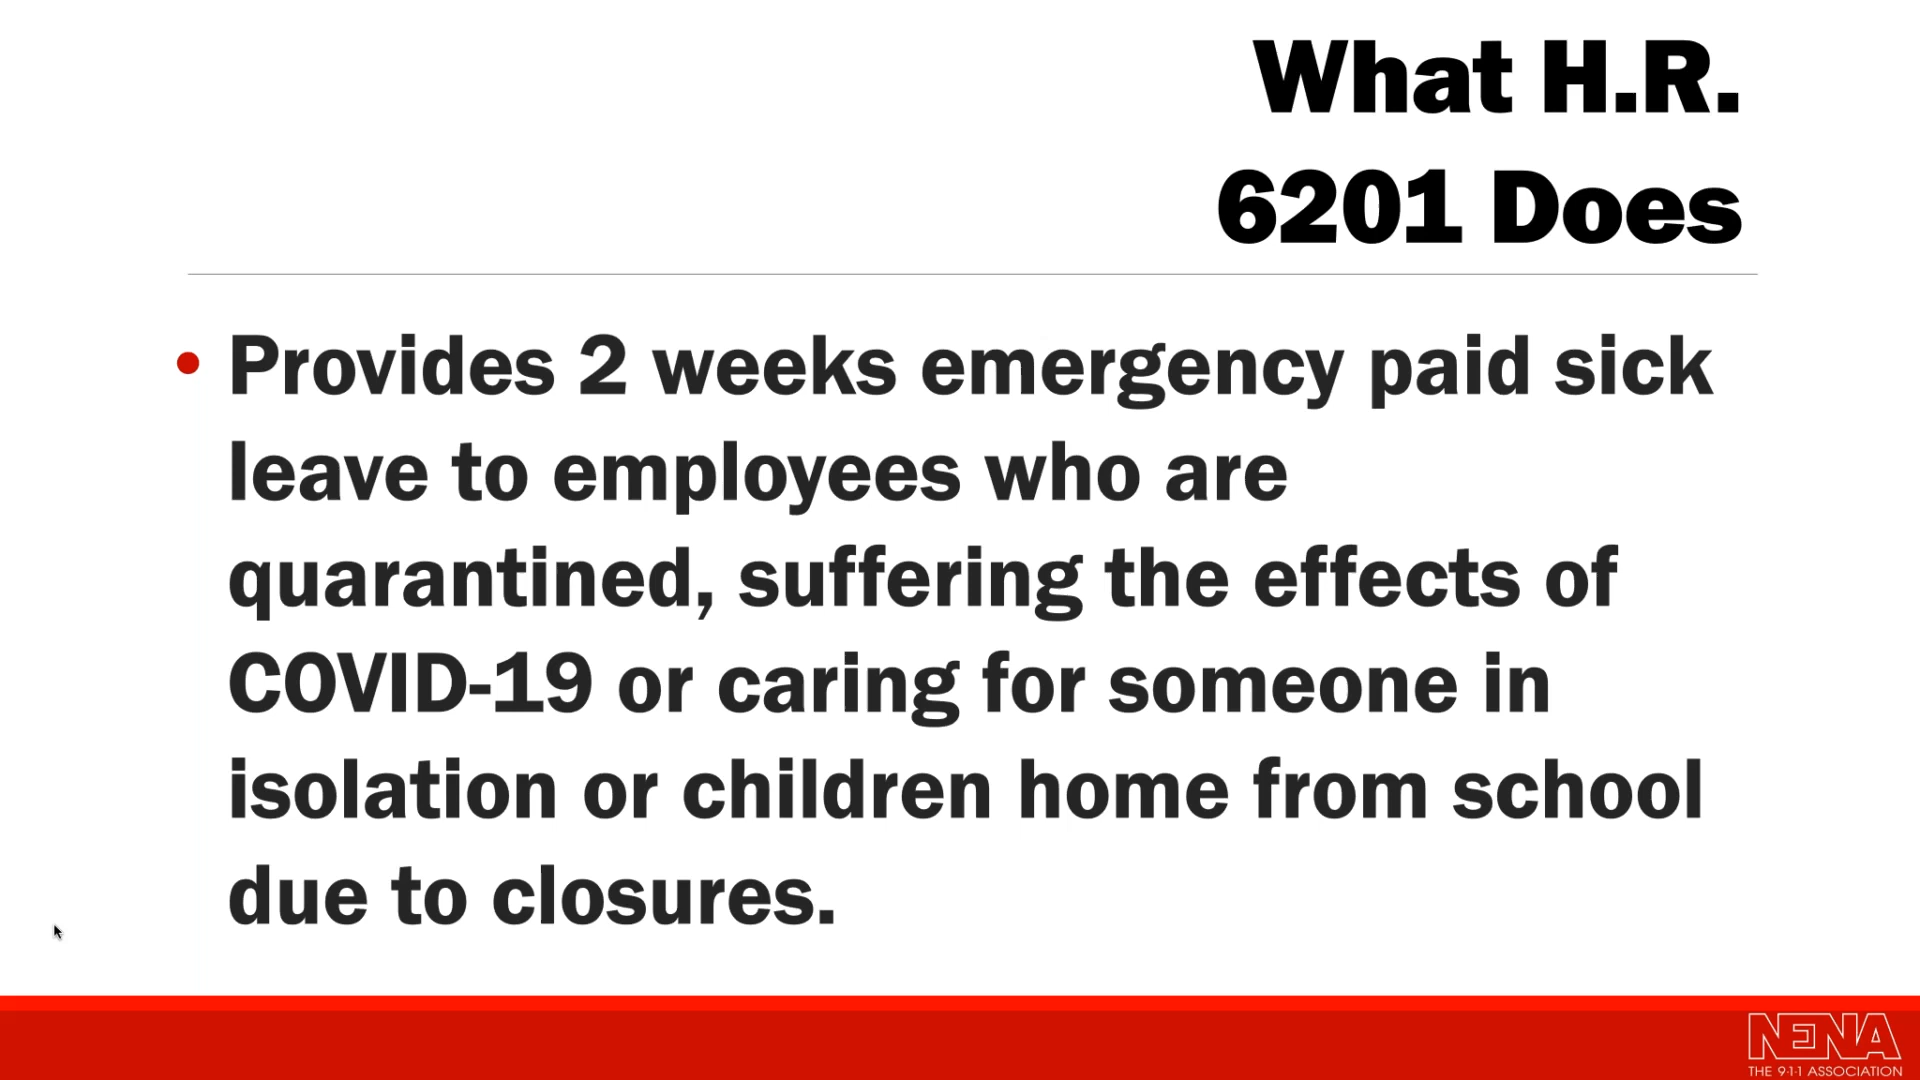 What H.R.
6201 Does
• Provides 2 weeks emergency paid sick
leave to employees who are
quarantined, suffering the effects of
COVID-19 or caring for someone in
isolation or children home from school
due to closures.
NENA
THE 9-1-1 ASSOCIATION